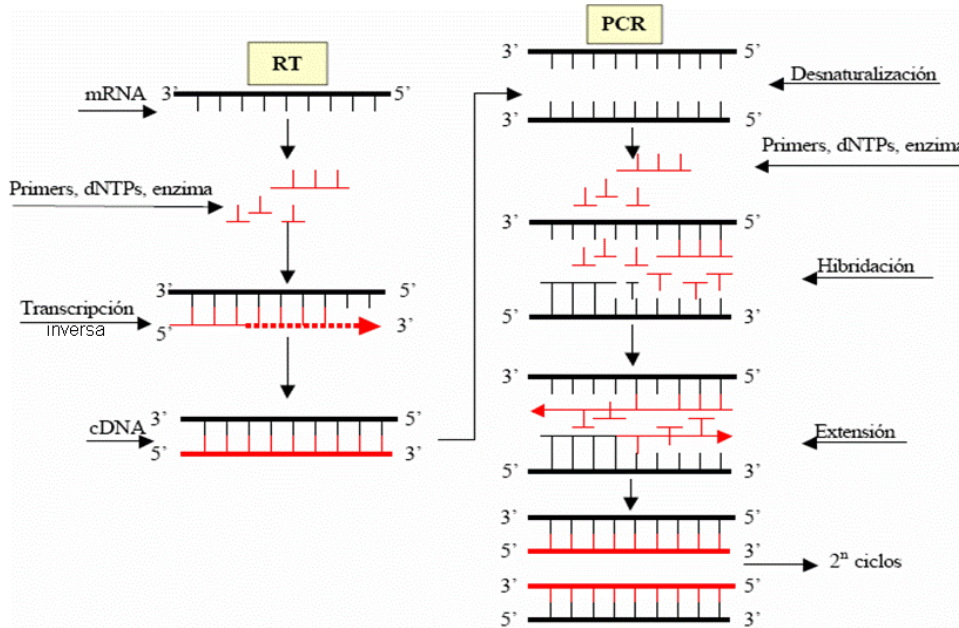 RT
mRNA
3’
5’
Primers, dNTPs, enzima
3’
5’
Transcripción
inversa
5’
3’
cDNA
3’
5’
5’
3’
PCR
3’
5’
Desnaturalización
3’
5’
Primers, dNTPs, enzima
3’
5’
Hibridación
5’
3’
3’
5’
Extensión
5’
3’
3’
5’
5’
3’
2ⁿ ciclos
3’
5’
5’
3’